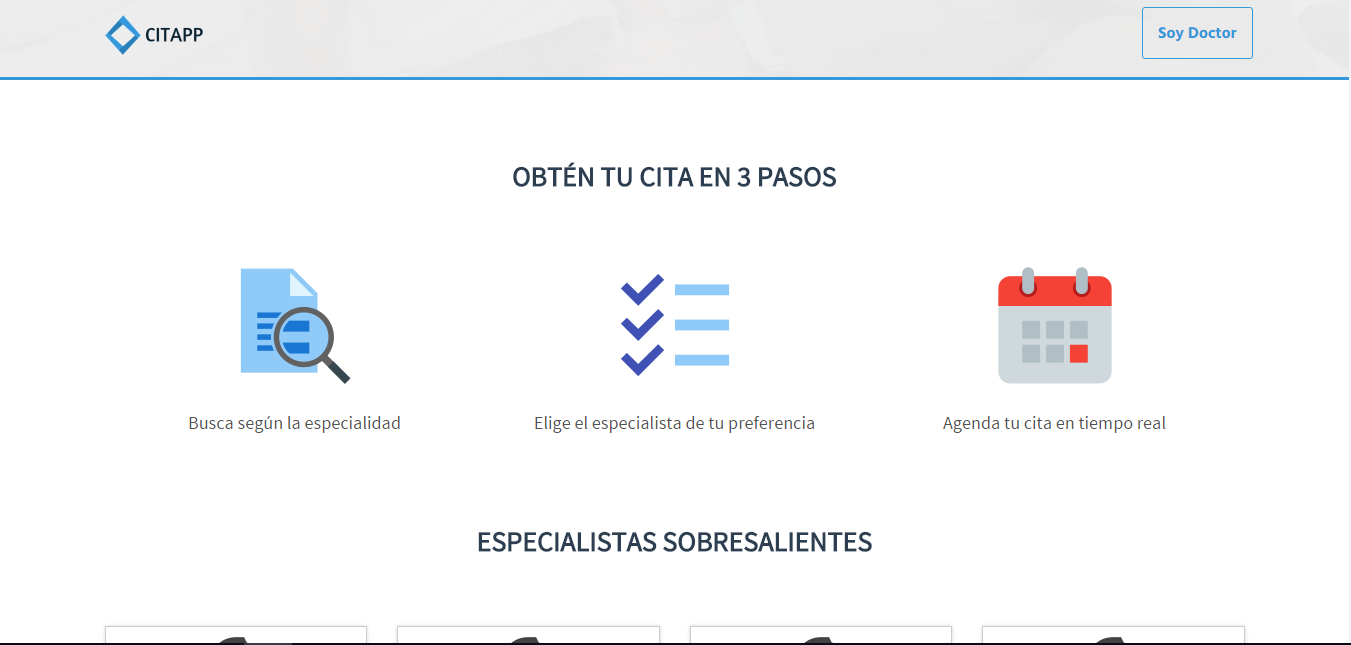 CITAPP
Soy Doctor
OBTÉN TU CITA EN 3 PASOS
Busca según la especialidad
Elige el especialista de tu preferencia
Agenda tu cita en tiempo real
ESPECIALISTAS SOBRESALIENTES